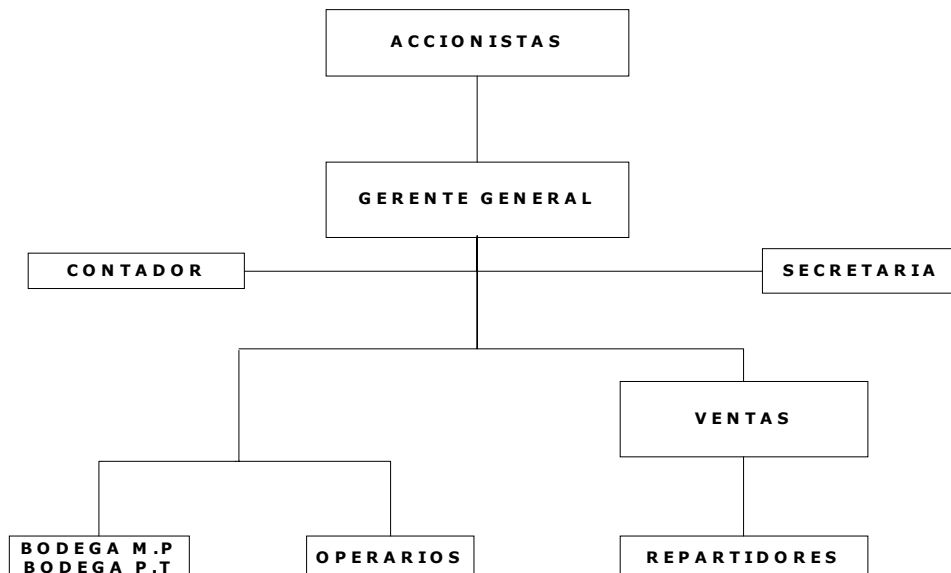 ACCIONISTAS
GERENTE GENERAL
CONTADOR
SECRETARIA
VENTAS
BODEGA M.P
BODEGA P.T
OPERARIOS
REPARTIDORES